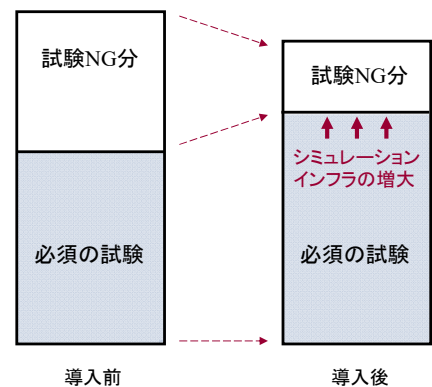 試験NG分
必須の試験
導入前
試験NG分
シミュレーション
インフラの増大
必須の試験
導入後